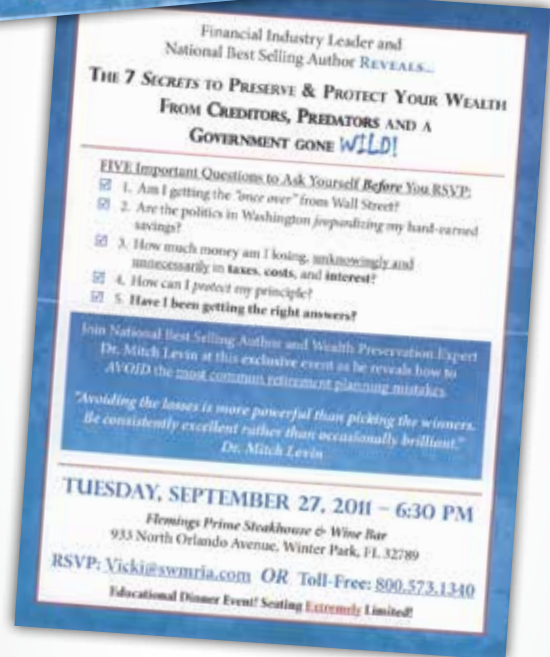 Financial Industry Leader and
National Best Selling Author REVEALS...
THE 7 SECRETS TO PRESERVE & PROTECT YOUR WEALTH
FROM CREDITORS, PREDATORS AND A
GOVERNMENT GONE WILD!
FIVE Important Questions to Ask Yourself Before You RSVP:
1. Am I getting the "once over" from Wall Street?
2. Are the politics in Washington jeopardizing my hard-earned
savings?
3. How much money am I losing, unknowingly and
unnecessarily in taxes, costs, and interest?
4. How can I protect my principle?
5. Have I been getting the right answers?
Join National Best Selling Author and Wealth Preservation Expert
Dr. Mitch Levin at this exclusive event as he reveals how to
AVOID the most common retirement planning mistakes.
"Avoiding the losses is more powerful than picking the winners.
Be consistently excellent rather than occasionally brilliant."
Dr. Mitch Levin
TUESDAY, SEPTEMBER 27, 2011 – 6:30 PM
Flemings Prime Steakhouse & Wine Bar
933 North Orlando Avenue, Winter Park, FL 32789
RSVP: Vicki@swmria.com OR Toll-Free: 800.573.1340
Educational Dinner Event! Seating Extremely Limited!